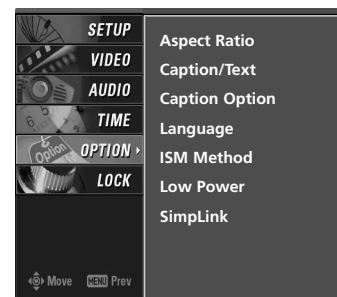 SETUP
VIDEO
AUDIO
TIME
OPTION
LOCK
Move MENU Prev
Aspect Ratio
Caption/Text
Caption Option
Language
ISM Method
Low Power
SimpLink